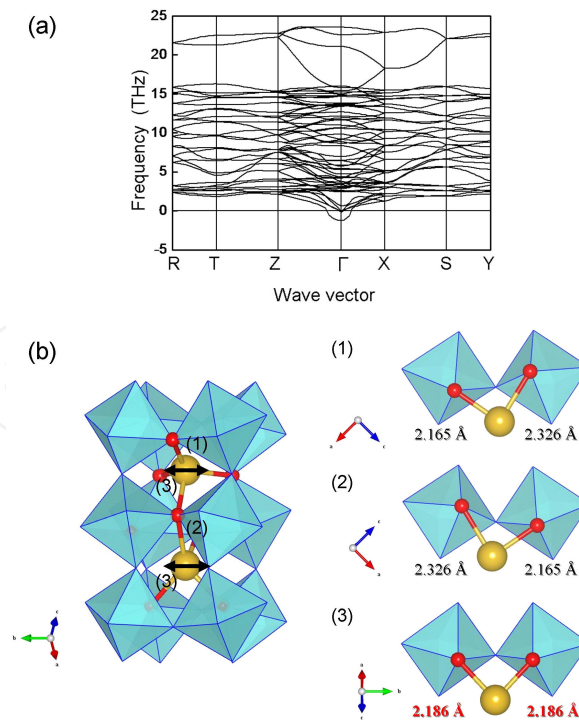 (a)
25
20
15
10
5
0
-5
Frequency (THz)
R T Z Γ X S Y
Wave vector
(b)
(1)
(3)
(2)
(3)
c
b
a
(1)
2.165 Å 2.326 Å
a c
(2)
2.326 Å 2.165 Å
c
a
(3)
2.186 Å 2.186 Å
a
b
c